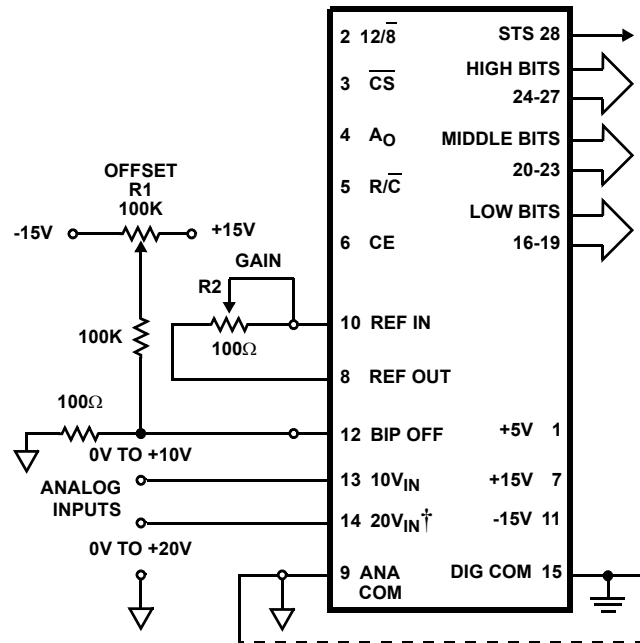 2 12/8̅
STS 28
HIGH BITS
24-27
3 C̅S̅
4 AO
MIDDLE BITS
20-23
5 R/C̅
LOW BITS
16-19
6 CE
OFFSET
R1
100K
-15V
+15V
GAIN
R2
100Ω
100K
10 REF IN
8 REF OUT
100Ω
12 BIP OFF
+5V 1
0V TO +10V
13 10VIN
+15V 7
ANALOG
INPUTS
14 20VIN†
-15V 11
0V TO +20V
9 ANA
COM
DIG COM 15